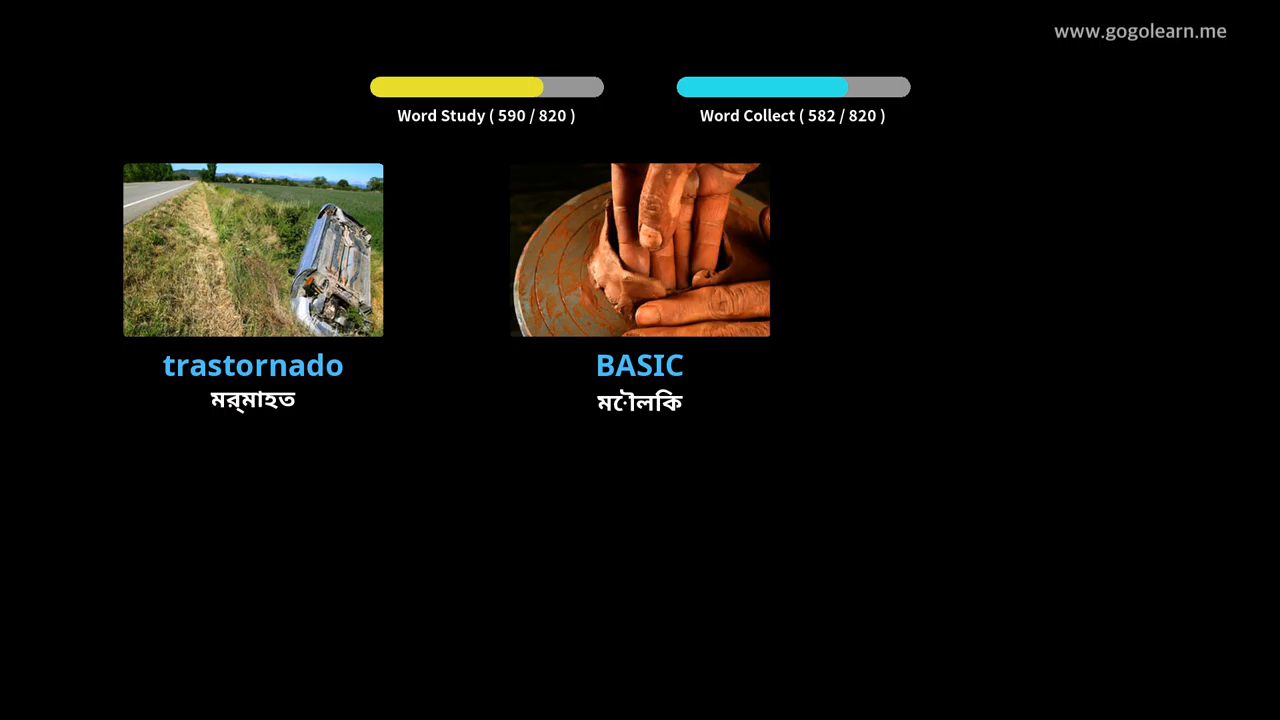 www.gogolearn.me
Word Study ( 590 / 820 )
Word Collect ( 582 / 820 )
trastornado
মর্মাহত
BASIC
মৌলিক